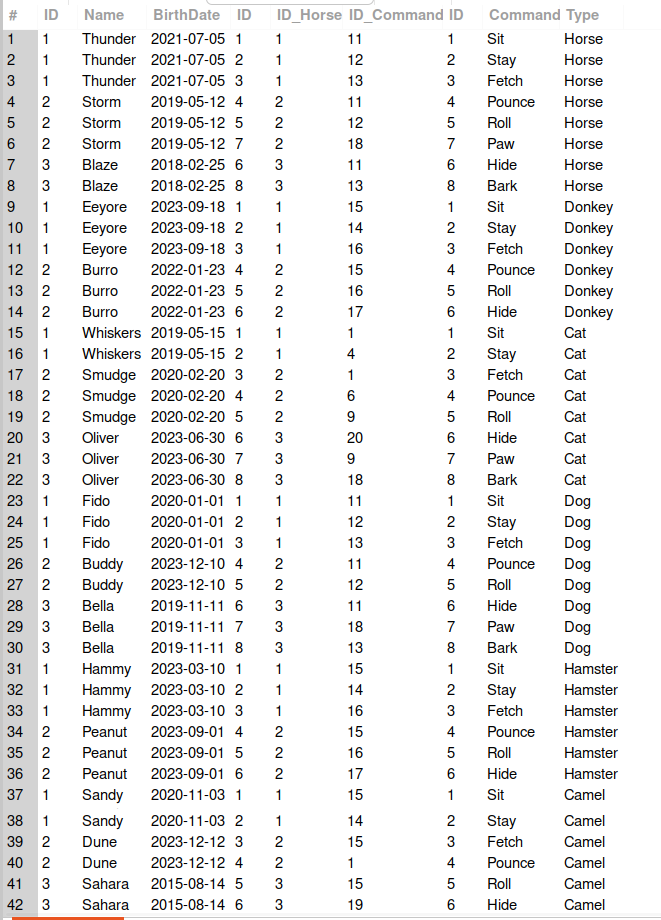 # ID Name BirthDate ID ID_Horse ID_Command ID Command Type
1 1 Thunder 2021-07-05 1 1 11 1 Sit Horse
2 1 Thunder 2021-07-05 2 1 12 2 Stay Horse
3 1 Thunder 2021-07-05 3 1 13 3 Fetch Horse
4 2 Storm 2019-05-12 4 2 11 4 Pounce Horse
5 2 Storm 2019-05-12 5 2 12 5 Roll Horse
6 2 Storm 2019-05-12 7 2 18 7 Paw Horse
7 3 Blaze 2018-02-25 6 3 11 6 Hide Horse
8 3 Blaze 2018-02-25 8 3 13 8 Bark Horse
9 1 Eeyore 2023-09-18 1 1 15 1 Sit Donkey
10 1 Eeyore 2023-09-18 2 1 14 2 Stay Donkey
11 1 Eeyore 2023-09-18 3 1 16 3 Fetch Donkey
12 2 Burro 2022-01-23 4 2 15 4 Pounce Donkey
13 2 Burro 2022-01-23 5 2 16 5 Roll Donkey
14 2 Burro 2022-01-23 6 2 17 6 Hide Donkey
15 1 Whiskers 2019-05-15 1 1 1 1 Sit Cat
16 1 Whiskers 2019-05-15 2 1 4 2 Stay Cat
17 2 Smudge 2020-02-20 3 2 1 3 Fetch Cat
18 2 Smudge 2020-02-20 4 2 6 4 Pounce Cat
19 2 Smudge 2020-02-20 5 2 9 5 Roll Cat
20 3 Oliver 2023-06-30 6 3 20 6 Hide Cat
21 3 Oliver 2023-06-30 7 3 9 7 Paw Cat
22 3 Oliver 2023-06-30 8 3 18 8 Bark Cat
23 1 Fido 2020-01-01 1 1 11 1 Sit Dog
24 1 Fido 2020-01-01 2 1 12 2 Stay Dog
25 1 Fido 2020-01-01 3 1 13 3 Fetch Dog
26 2 Buddy 2023-12-10 4 2 11 4 Pounce Dog
27 2 Buddy 2023-12-10 5 2 12 5 Roll Dog
28 3 Bella 2019-11-11 6 3 11 6 Hide Dog
29 3 Bella 2019-11-11 7 3 18 7 Paw Dog
30 3 Bella 2019-11-11 8 3 13 8 Bark Dog
31 1 Hammy 2023-03-10 1 1 15 1 Sit Hamster
32 1 Hammy 2023-03-10 2 1 14 2 Stay Hamster
33 1 Hammy 2023-03-10 3 1 16 3 Fetch Hamster
34 2 Peanut 2023-09-01 4 2 15 4 Pounce Hamster
35 2 Peanut 2023-09-01 5 2 16 5 Roll Hamster
36 2 Peanut 2023-09-01 6 2 17 6 Hide Hamster
37 1 Sandy 2020-11-03 1 1 15 1 Sit Camel
38 1 Sandy 2020-11-03 2 1 14 2 Stay Camel
39 2 Dune 2023-12-12 3 2 15 3 Fetch Camel
40 2 Dune 2023-12-12 4 2 1 4 Pounce Camel
41 3 Sahara 2015-08-14 5 3 15 5 Roll Camel
42 3 Sahara 2015-08-14 6 3 19 6 Hide Camel